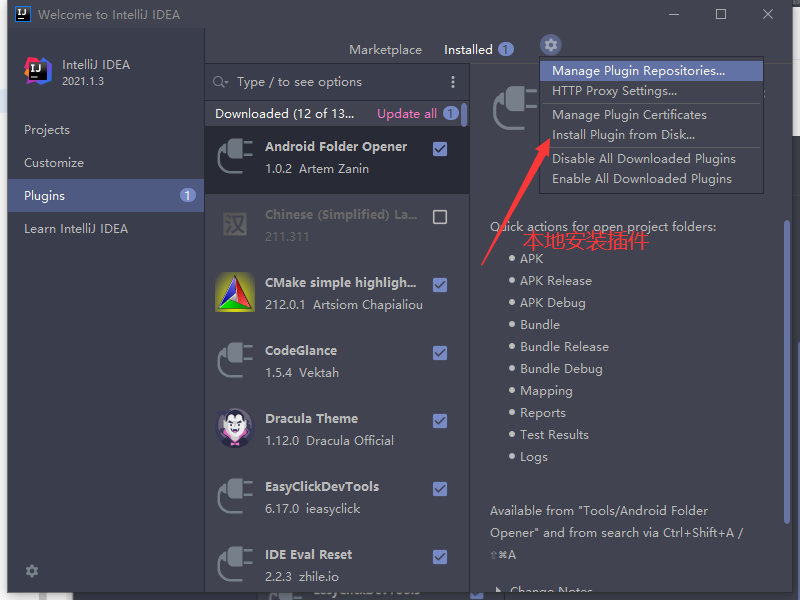 Welcome to IntelliJ IDEA
IntelliJ IDEA
2021.1.3
Projects
Customize
Plugins 1
Learn IntelliJ IDEA
Marketplace Installed 1
Type / to see options
Downloaded (12 of 13... Update all 1
Android Folder Opener
1.0.2 Artem Zanin
汉
Chinese (Simplified) La...
211.311
CMake simple highligh...
212.0.1 Artsiom Chapialiou
CodeGlance
1.5.4 Vektah
Dracula Theme
1.12.0 Dracula Official
EasyClickDevTools
6.17.0 ieasyclick
IDE Eval Reset
2.2.3 zhile.io
EasyClickDevTools
Manage Plugin Repositories...
HTTP Proxy Settings...
Manage Plugin Certificates
Install Plugin from Disk...
Disable All Downloaded Plugins
Enable All Downloaded Plugins
Quick actions for open project folders:
本地安装插件
APK
APK Release
APK Debug
Bundle
Bundle Release
Bundle Debug
Mapping
Reports
Test Results
Logs
Available from "Tools/Android Folder
Opener" and from search via Ctrl+Shift+A /
⇧⌘A
Change Notes